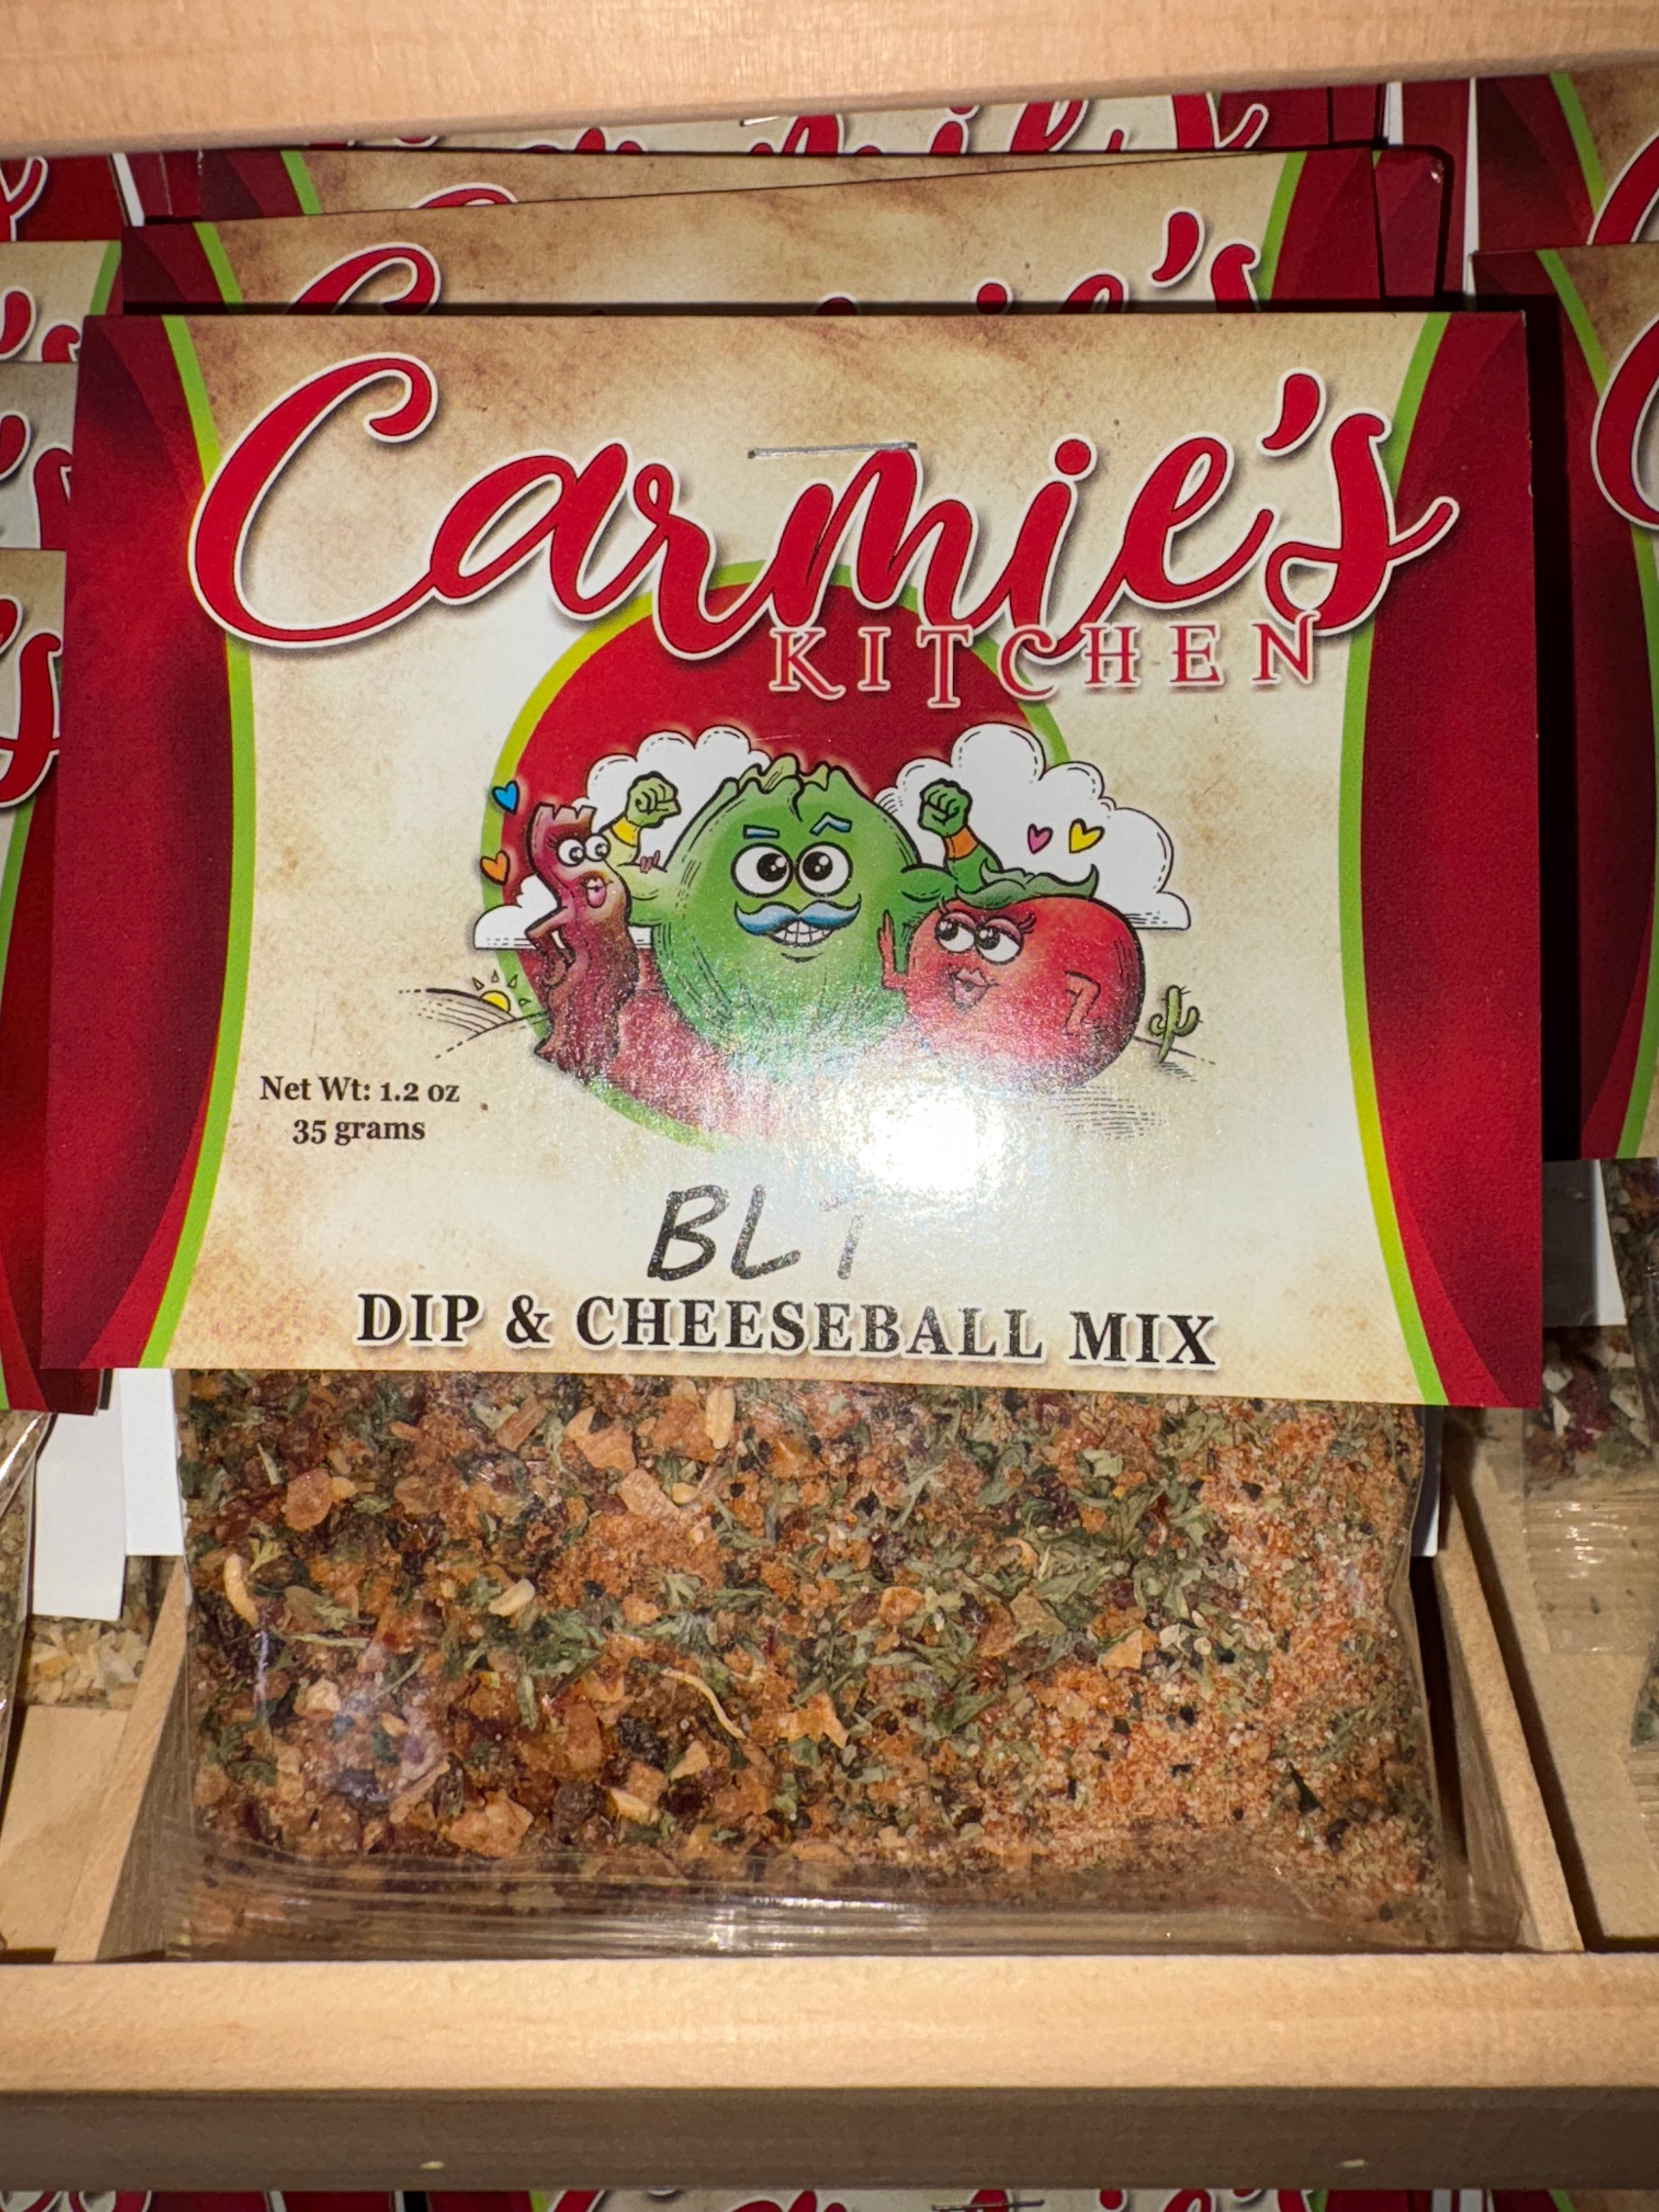 Carmie's
KITCHEN
Net Wt: 1.2 oz
35 grams
BLT
DIP & CHEESEBALL MIX